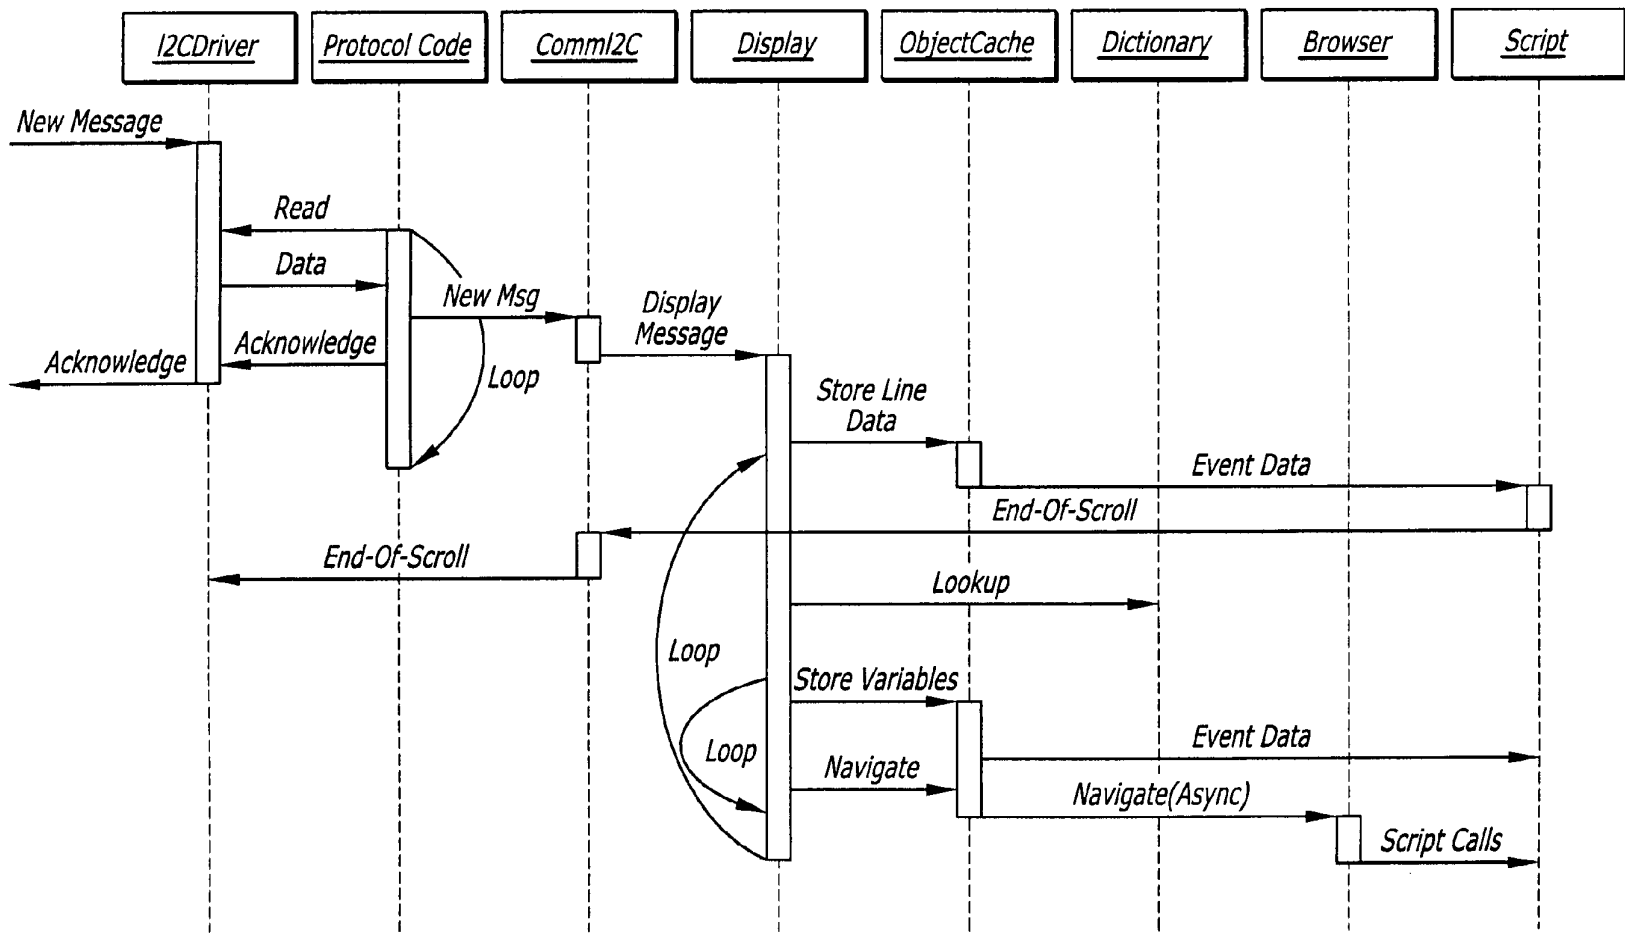 I2CDriver
Protocol Code
CommI2C
Display
ObjectCache
Dictionary
Browser
Script
New Message
Read
Data
New Msg
Display
Message
Acknowledge
Acknowledge
Loop
Store Line
Data
Event Data
End-Of-Scroll
End-Of-Scroll
Lookup
Loop
Store Variables
Loop
Event Data
Navigate
Navigate(Async)
Script Calls